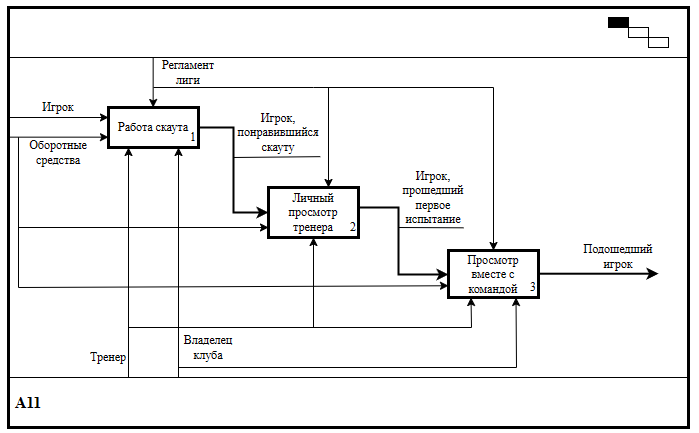 Регламент
лиги
Игрок
Оборотные
средства
Работа скаута
1
Игрок,
понравившийся
скауту
Личный
просмотр
тренера
2
Игрок,
прошедший
первое
испытание
Просмотр
вместе с
командой
3
Подошедший
игрок
Владелец
клуба
Тренер
A11